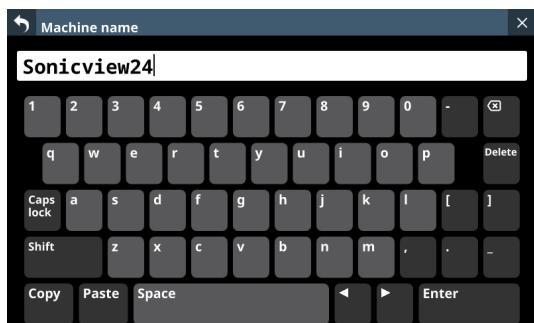 Machine name
Sonicview24
1 2 3 4 5 6 7 8 9 0 -
q w e r t y u i o p Delete
Caps lock a s d f g h j k l [ ]
Shift z x c v b n m , . _
Copy Paste Space ◀ ▶ Enter